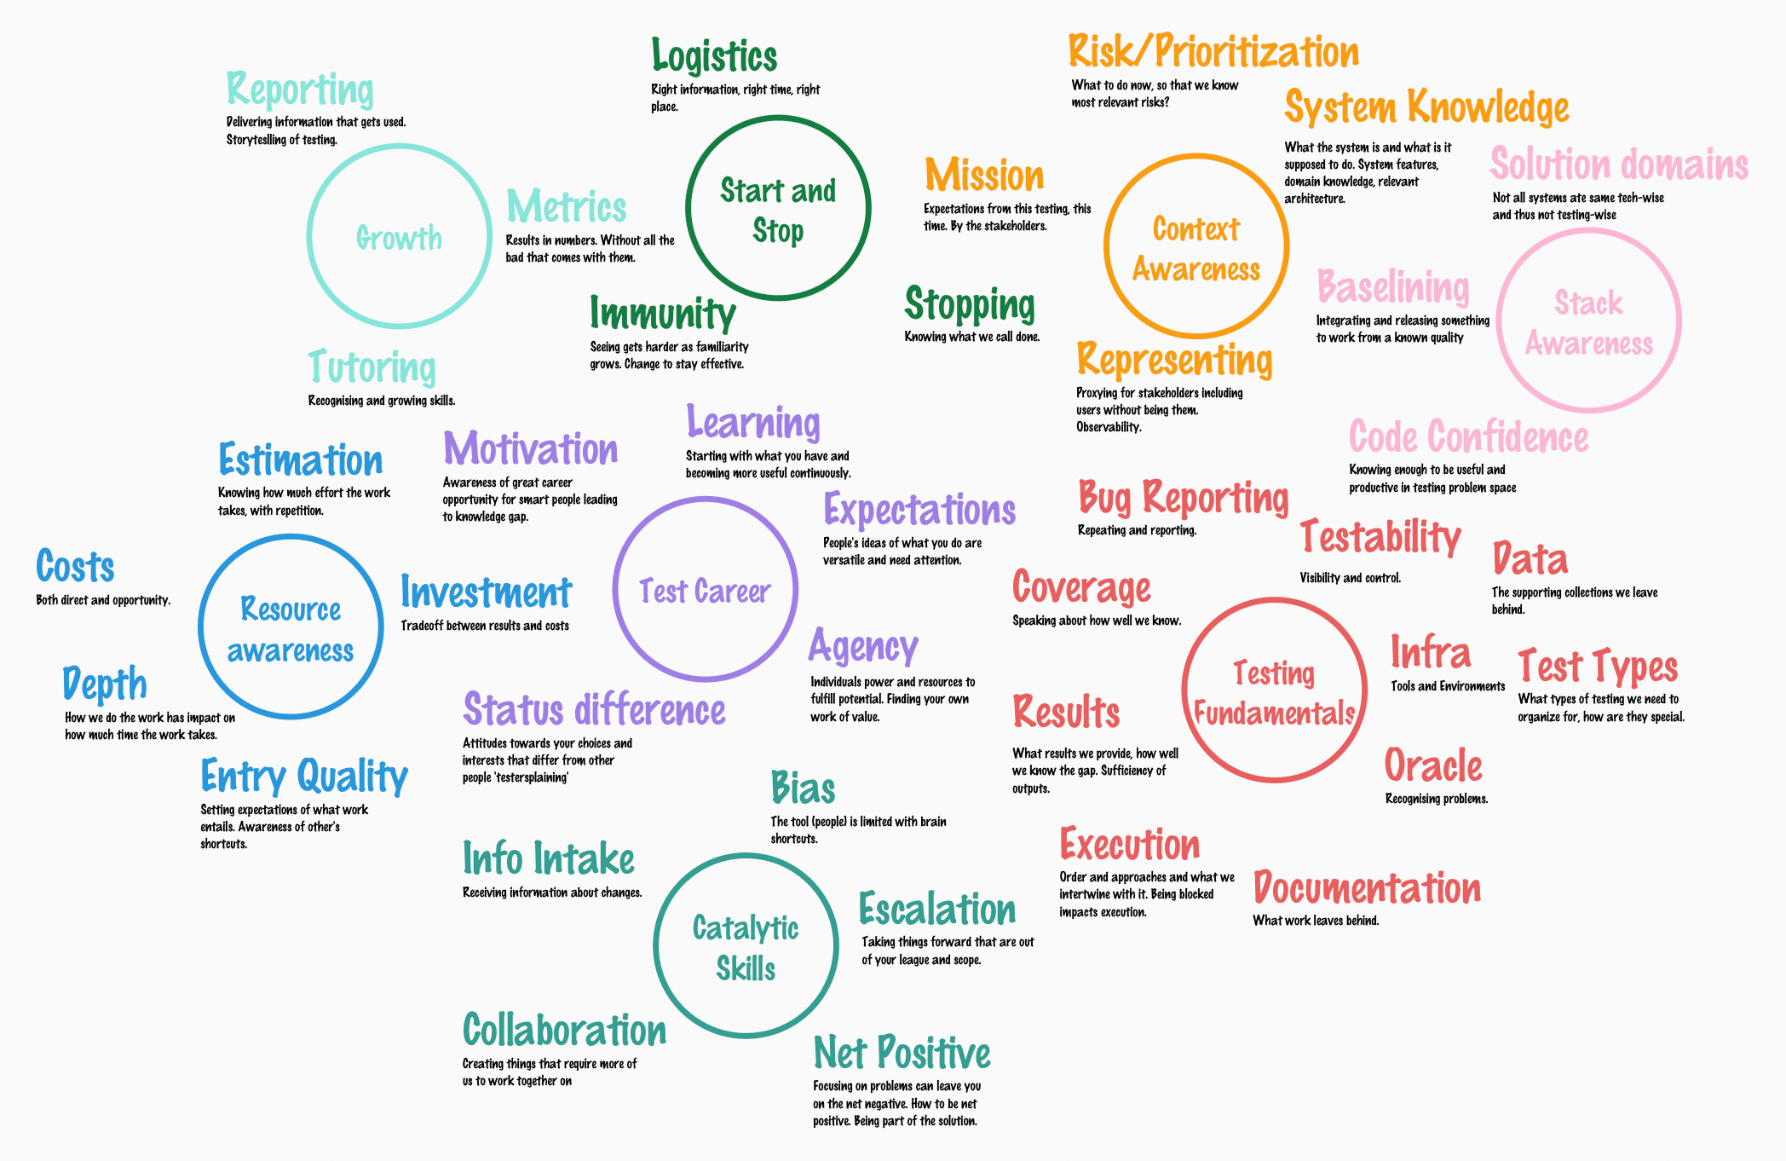 Reporting
Delivering information that gets used.
Storyteslling of testing.
Growth
Metrics
Results in numbers. Without all the
bad that comes with them.
Tutoring
Recognising and growing skills.
Logistics
Right information, right time, right
place.
Start and
Stop
Immunity
Seeing gets harder as familiarity
grows. Change to stay effective.
Stopping
Knowing what we call done.
Risk/Prioritization
What to do now, so that we know
most relevant risks?
System Knowledge
What the system is and what is it
supposed to do. System features,
domain knowledge, relevant
architecture.
Mission
Expectations from this testing, this
time. By the stakeholders.
Context
Awareness
Representing
Proxying for stakeholders including
users without being them.
Observability.
Solution domains
Not all systems ate same tech-wise
and thus not testing-wise
Baselining
Integrating and releasing something
to work from a known quality
Stack
Awareness
Code Confidence
Knowing enough to be useful and
productive in testing problem space
Estimation
Knowing how much effort the work
takes, with repetition.
Costs
Both direct and opportunity.
Resource
awareness
Investment
Tradeoff between results and costs
Depth
How we do the work has impact on
how much time the work takes.
Entry Quality
Setting expectations of what work
entails. Awareness of other's
shortcuts.
Motivation
Awareness of great career
opportunity for smart people leading
to knowledge gap.
Learning
Starting with what you have and
becoming more useful continuously.
Expectations
People's ideas of what you do are
versatile and need attention.
Test Career
Agency
Individuals power and resources to
fulfill potential. Finding your own
work of value.
Status difference
Attitudes towards your choices and
interests that differ from other
people 'testersplaining'
Bug Reporting
Repeating and reporting.
Testability
Visibility and control.
Data
The supporting collections we leave
behind.
Coverage
Speaking about how well we know.
Infra
Tools and Environments
Test Types
What types of testing we need to
organize for, how are they special.
Testing
Fundamentals
Results
What results we provide, how well
we know the gap. Sufficiency of
outputs.
Oracle
Recognising problems.
Execution
Order and approaches and what we
intertwine with it. Being blocked
impacts execution.
Documentation
What work leaves behind.
Bias
The tool (people) is limited with brain
shortcuts.
Info Intake
Receiving information about changes.
Catalytic
Skills
Escalation
Taking things forward that are out
of your league and scope.
Collaboration
Creating things that require more of
us to work together on
Net Positive
Focusing on problems can leave you
on the net negative. How to be net
positive. Being part of the solution.